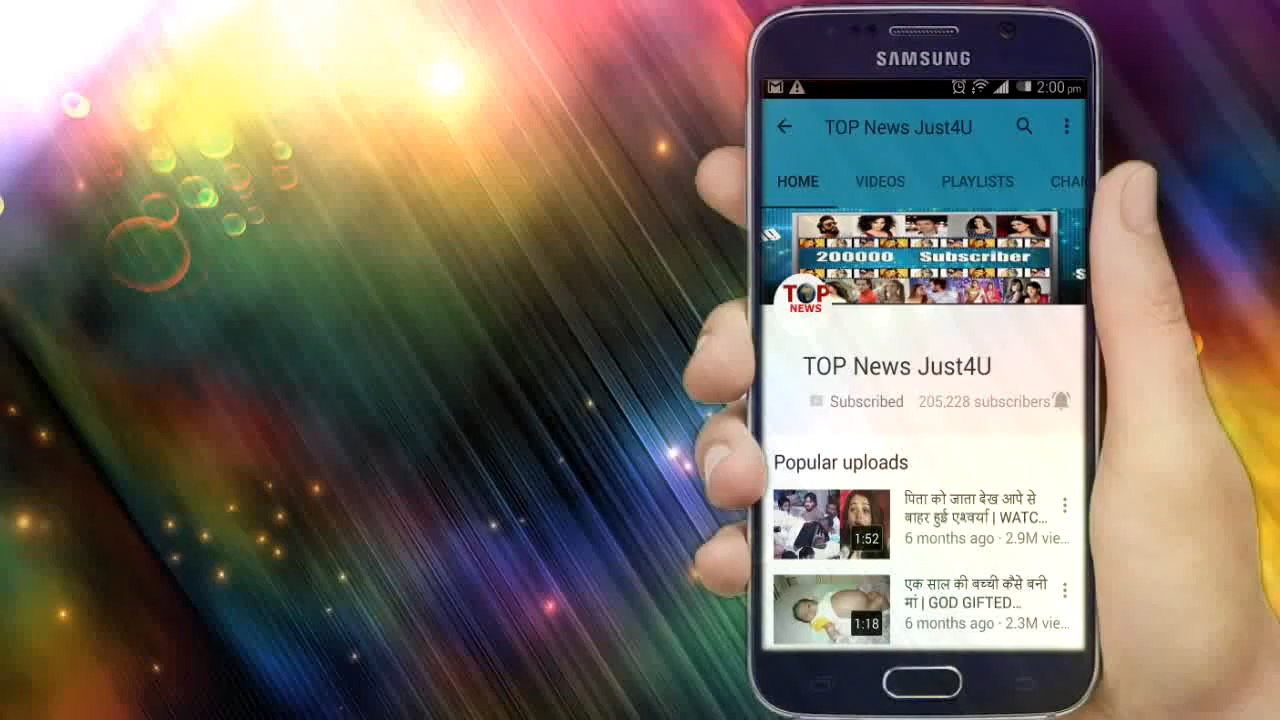 SAMSUNG
2:00 pm
TOP News Just4U
HOME VIDEOS PLAYLISTS CHAN
200000 Subscriber
TOP
NEWS
TOP News Just4U
Subscribed 205,228 subscribers
Popular uploads
पिता को जाता देख आपे से
बाहर हुई एश्वर्या | WATC...
1:52
6 months ago · 2.9M vie...
एक साल की बच्ची कैसे बनी
मां | GOD GIFTED...
1:18
6 months ago · 2.3M vie...